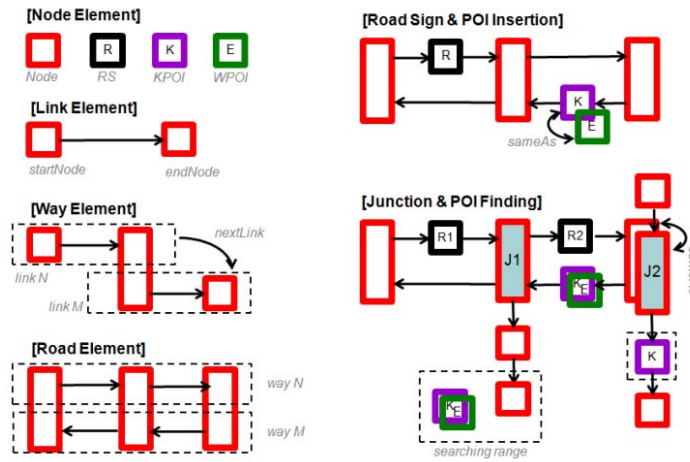 [Node Element]
R
K
E
Node
RS
KPOI
WPOI
[Link Element]
startNode
endNode
[Way Element]
nextLink
link N
link M
[Road Element]
way N
way M
[Road Sign & POI Insertion]
R
K
E
sameAs
[Junction & POI Finding]
R1
J1
R2
J2
K
E
K
K
E
searching range